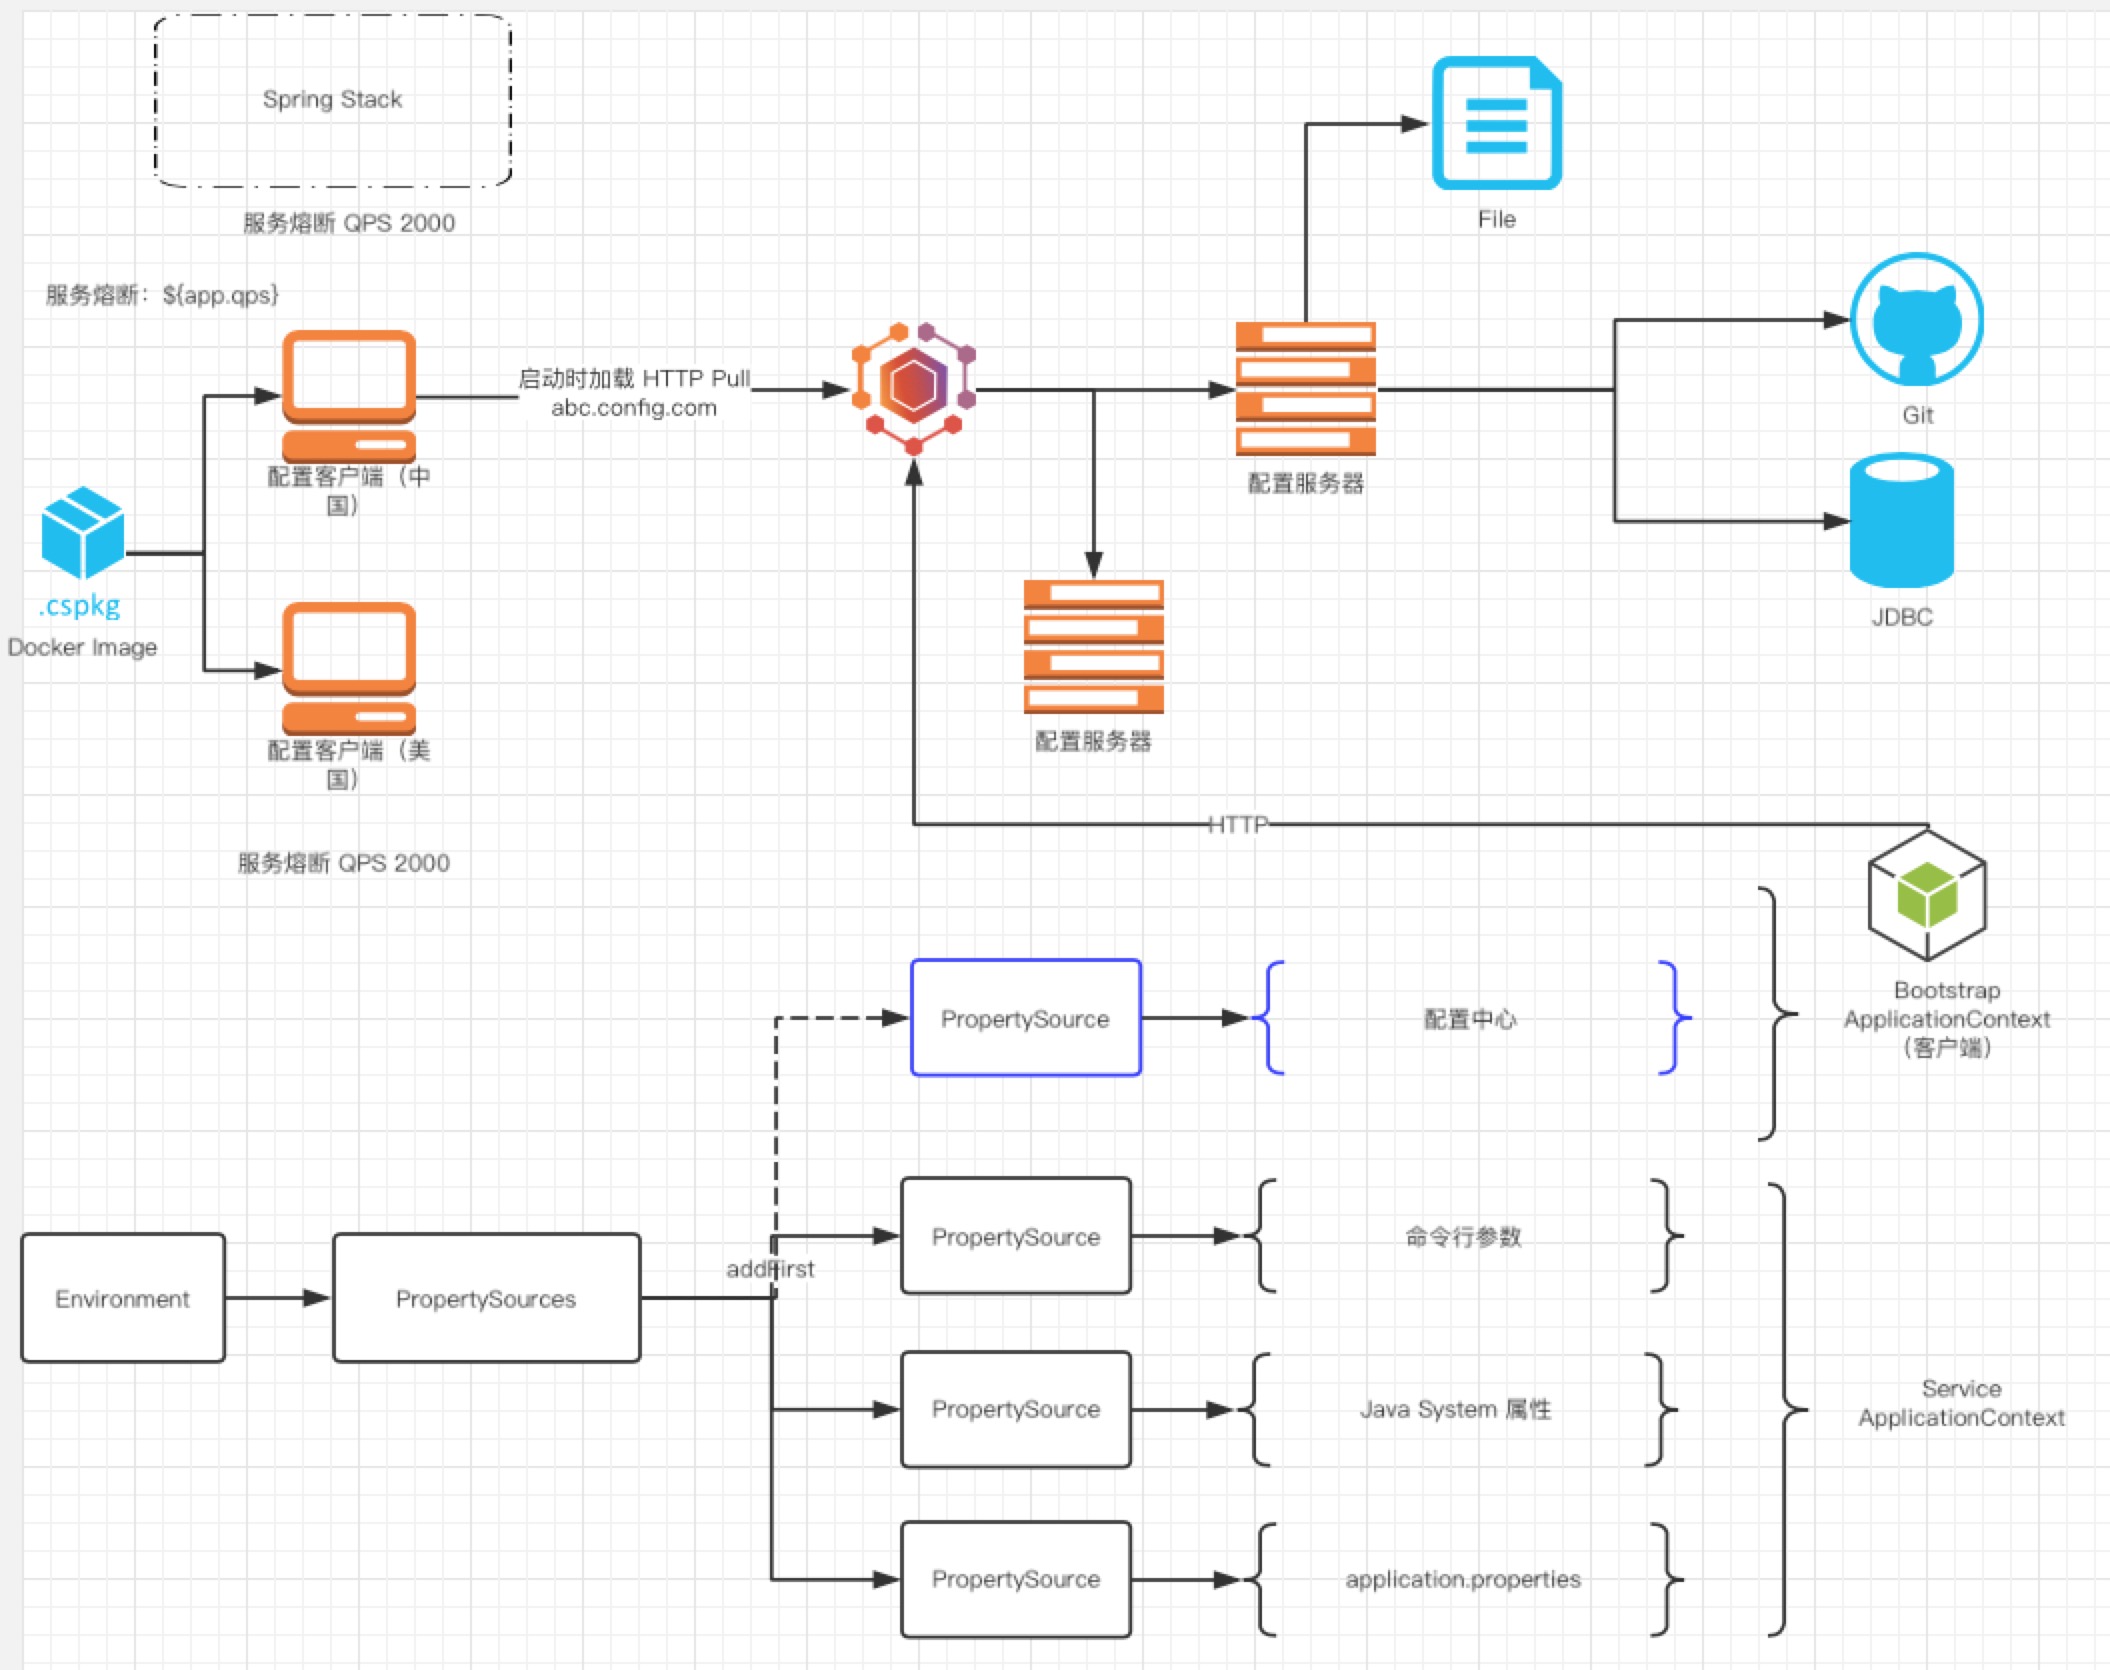 Spring Stack
服务熔断 QPS 2000
服务熔断：${app.qps}
File
Git
启动时加载 HTTP Pull
abc.config.com
配置客户端（中
国）
配置服务器
.cspkg
Docker Image
JDBC
配置客户端（美
国）
配置服务器
HTTP
服务熔断 QPS 2000
Bootstrap
ApplicationContext
（客户端）
PropertySource
配置中心
PropertySource
命令行参数
addFirst
Environment
PropertySources
PropertySource
Java System 属性
Service
ApplicationContext
PropertySource
application.properties